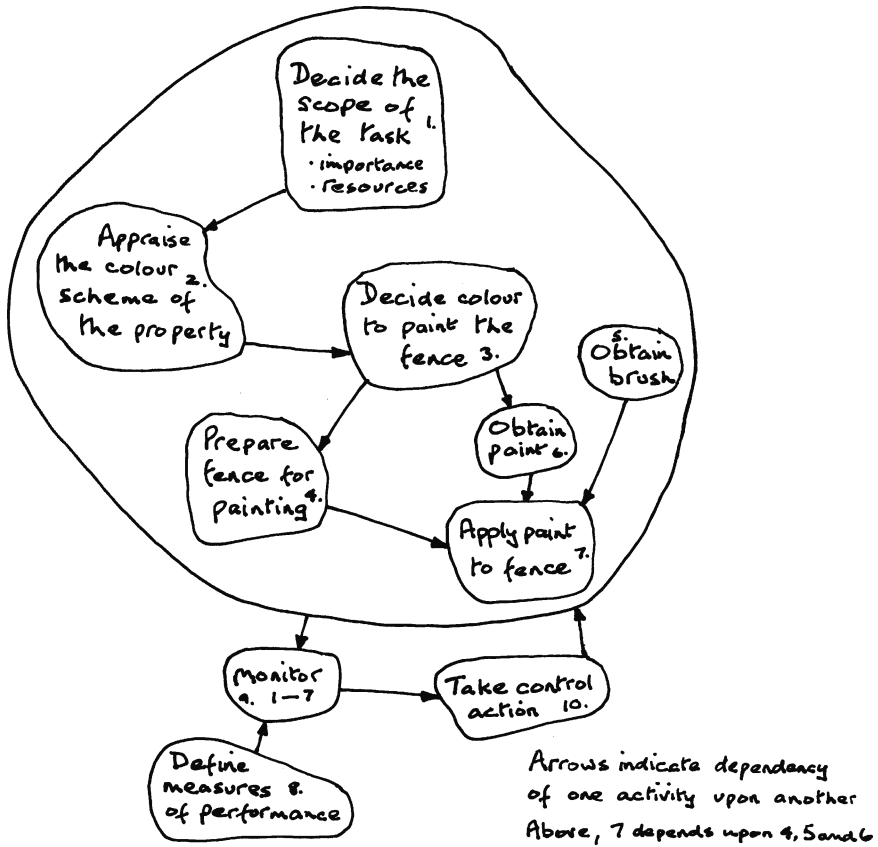 Decide the
scope of
the task 1.
· importance
· resources
Appraise
the colour 2.
scheme of
the property
Decide colour
to paint the
fence 3.
5.
Obtain
brush
Prepare
fence for
painting 4.
Obtain
paint 6.
Apply paint
to fence 7.
Monitor
9. 1-7
Take control
action 10.
Define
measures 8.
of performance
Arrows indicate dependency
of one activity upon another
Above, 7 depends upon 4, 5 and 6